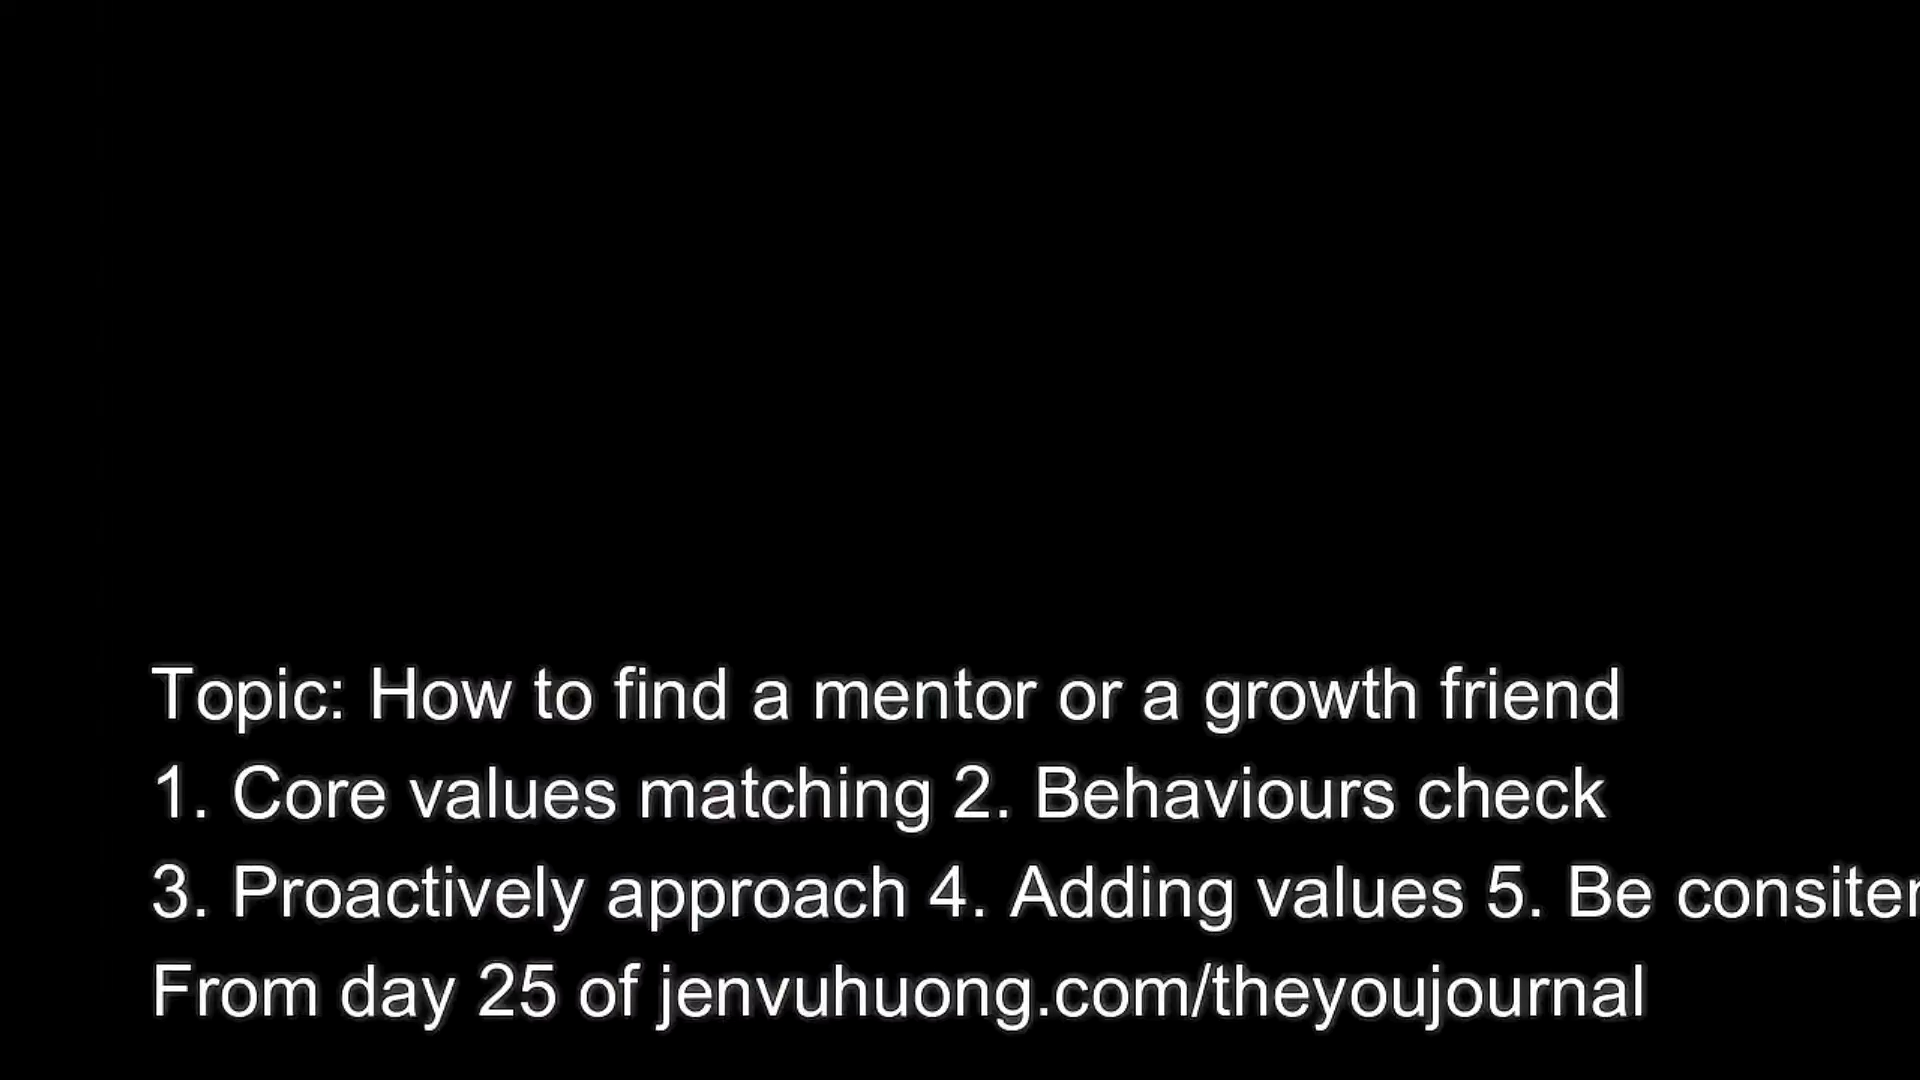 Topic: How to find a mentor or a growth friend
1. Core values matching 2. Behaviours check
3. Proactively approach 4. Adding values 5. Be
From day 25 of jenvuhuong.com/theyoujournal